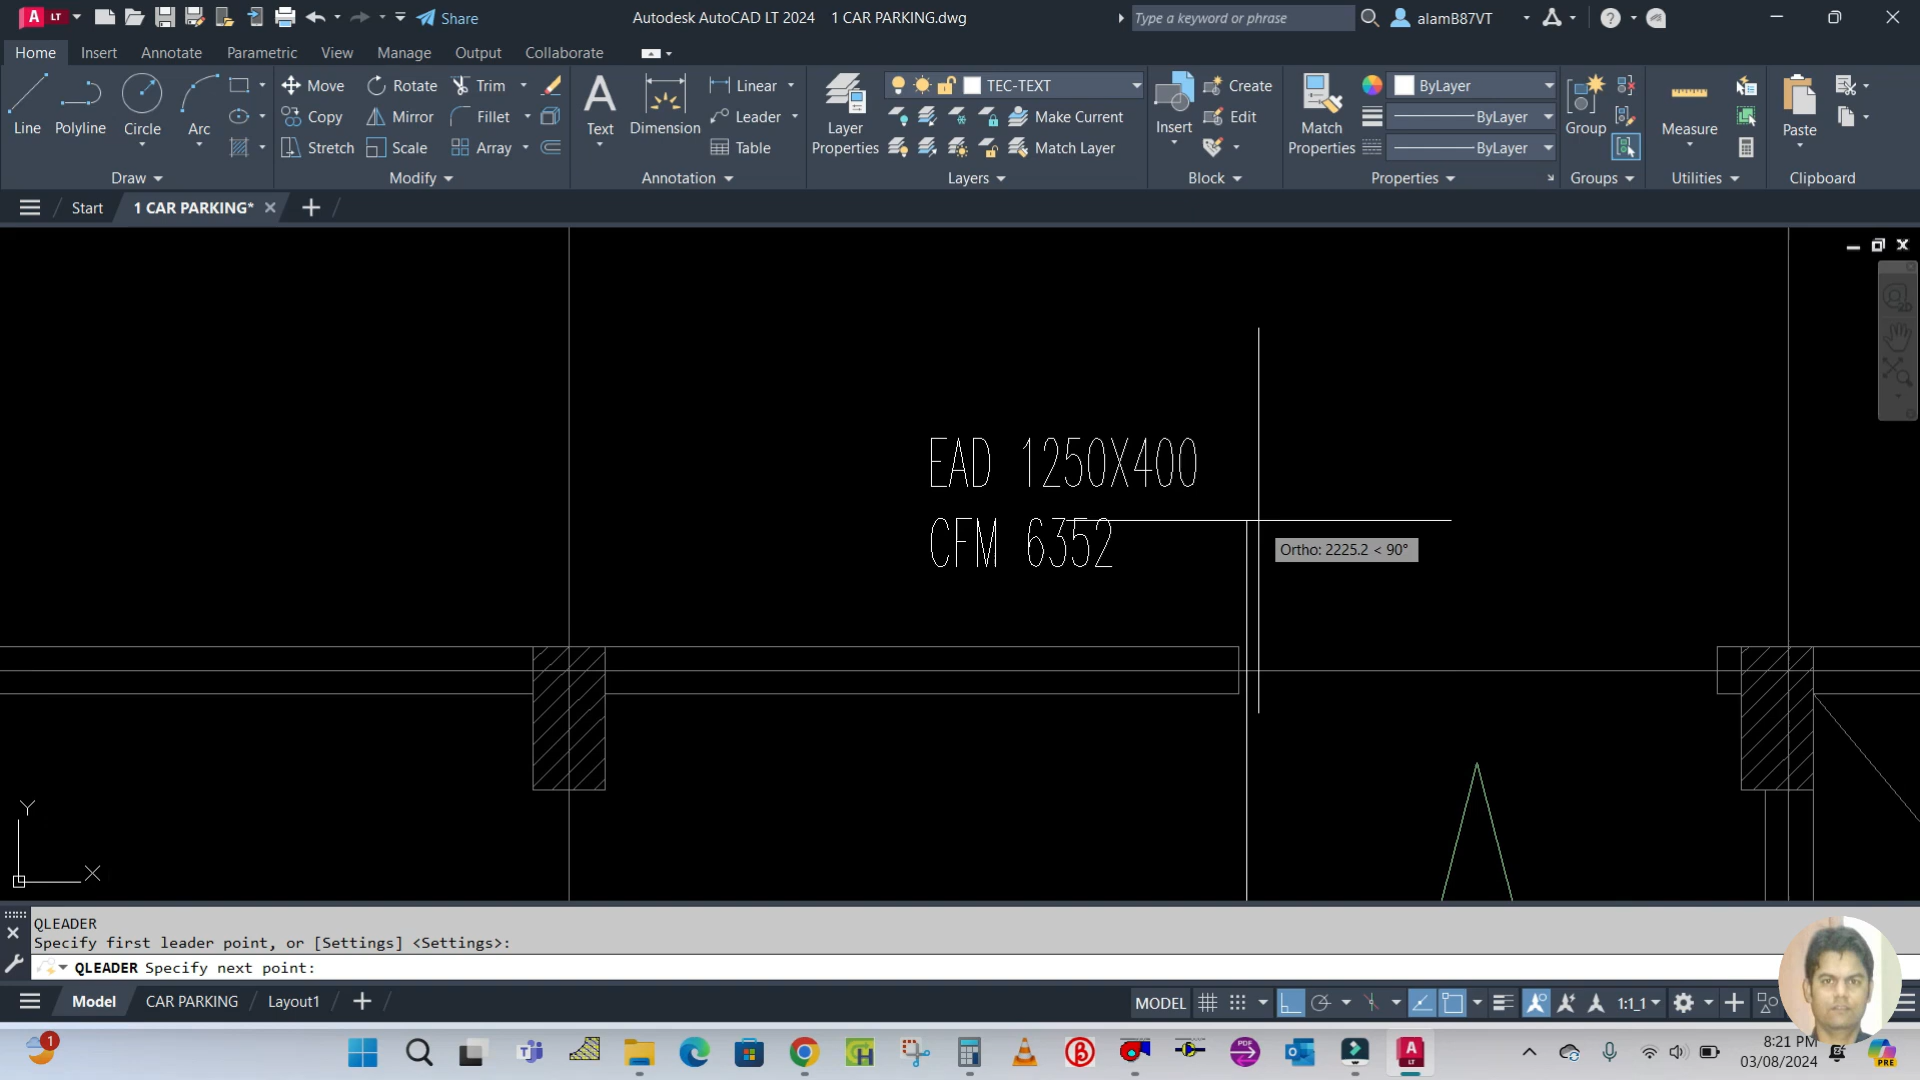 A LT Share Autodesk AutoCAD LT 2024 1 CAR PARKING.dwg Type a keyword or phrase alamB87VT
Home Insert Annotate Parametric View Manage Output Collaborate
Line Polyline Circle Arc
Draw
Move Rotate Trim
Copy Mirror Fillet
Stretch Scale Array
Modify
Text Dimension
Linear
Leader
Table
Annotation
Layer Properties
TEC-TEXT
Make Current
Match Layer
Layers
Insert
Create
Edit
Block
Match Properties
ByLayer
ByLayer
ByLayer
Properties
Group
Groups
Measure
Utilities
Paste
Clipboard
Start 1 CAR PARKING*
EAD 1250X400
CFM 6352
Ortho: 2225.2 < 90°
Y
X
QLEADER
Specify first leader point, or [Settings] <Settings>:
QLEADER Specify next point:
Model CAR PARKING Layout1 MODEL 1:1_1
1
PDF
A LT
8:21 PM
03/08/2024
PRE